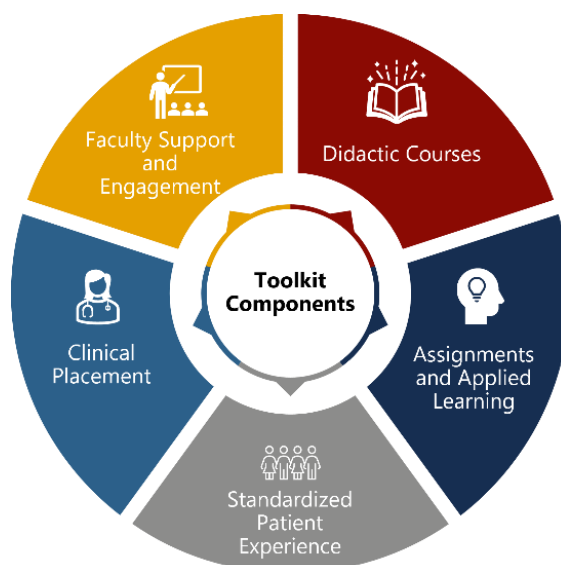 Faculty Support
and
Engagement
Didactic Courses
Toolkit
Components
Clinical
Placement
Assignments
and Applied
Learning
Standardized
Patient
Experience